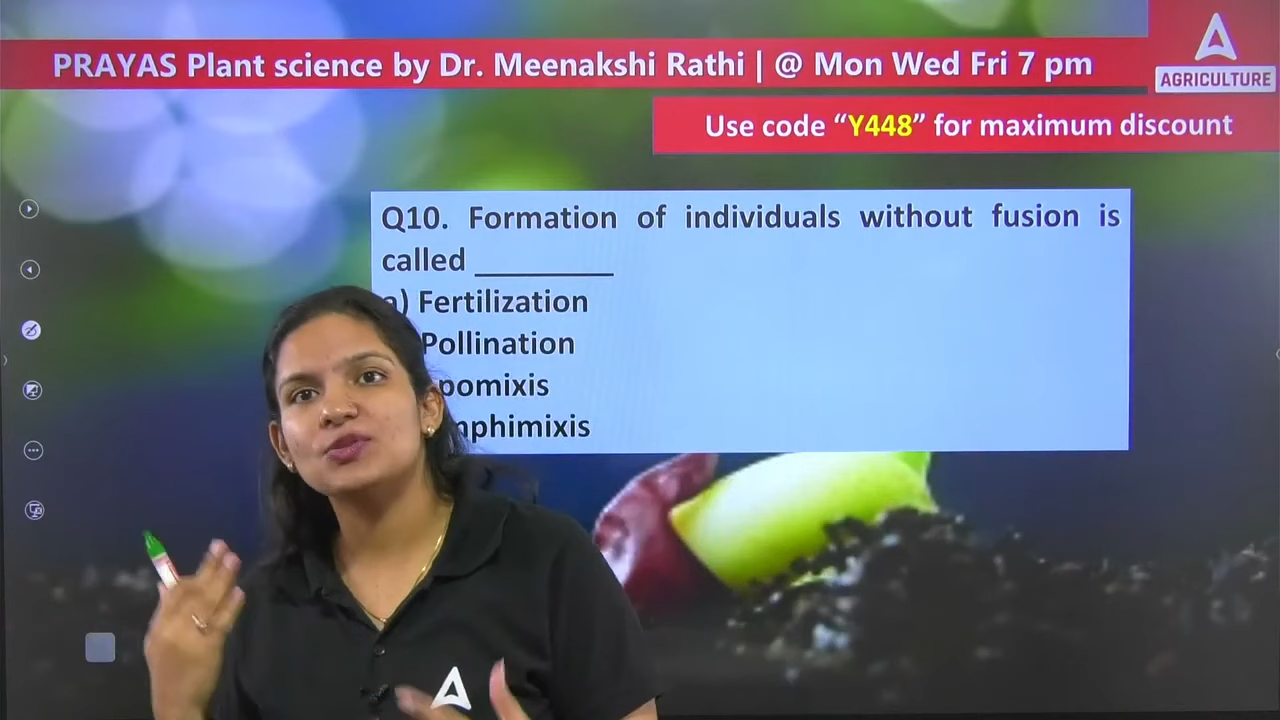 PRAYAS Plant science by Dr. Meenakshi Rathi | @ Mon Wed Fri 7 pm
AGRICULTURE
Use code “Y448” for maximum discount
Q10. Formation of individuals without fusion is
called __________
a) Fertilization
Pollination
pomixis
mphimixis